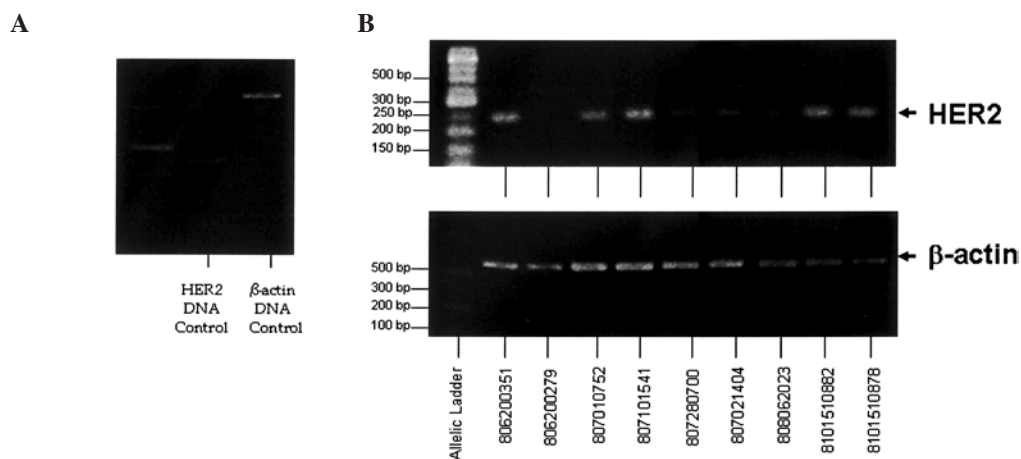 A
B
500 bp
300 bp
250 bp
200 bp
150 bp
HER2
500 bp
300 bp
200 bp
100 bp
β-actin
HER2
DNA
Control
β-actin
DNA
Control
Allelic Ladder
806200351
806200279
807010752
807101541
807280700
807021404
808062023
8101510882
8101510878